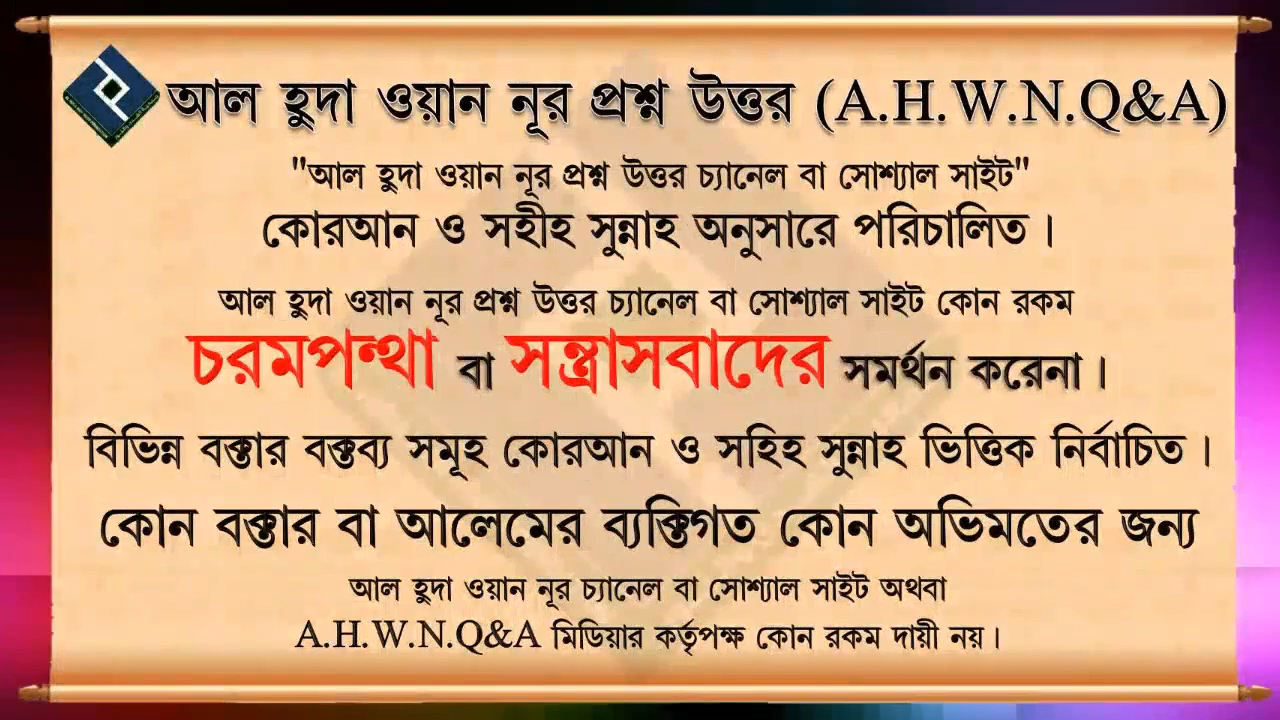 আল হুদা ওয়ান নূর প্রশ্ন উত্তর (A.H.W.N.Q&A)
"আল হুদা ওয়ান নূর প্রশ্ন উত্তর চ্যানেল বা সোশ্যাল সাইট"
কোরআন ও সহীহ সুন্নাহ অনুসারে পরিচালিত।
আল হুদা ওয়ান নূর প্রশ্ন উত্তর চ্যানেল বা সোশ্যাল সাইট কোন রকম
চরমপন্থা বা সন্ত্রাসবাদের সমর্থন করেনা।
বিভিন্ন বক্তার বক্তব্য সমূহ কোরআন ও সহিহ সুন্নাহ ভিত্তিক নির্বাচিত।
কোন বক্তার বা আলেমের ব্যক্তিগত কোন অভিমতের জন্য
আল হুদা ওয়ান নূর চ্যানেল বা সোশ্যাল সাইট অথবা
A.H.W.N.Q&A মিডিয়ার কর্তৃপক্ষ কোন রকম দায়ী নয়।